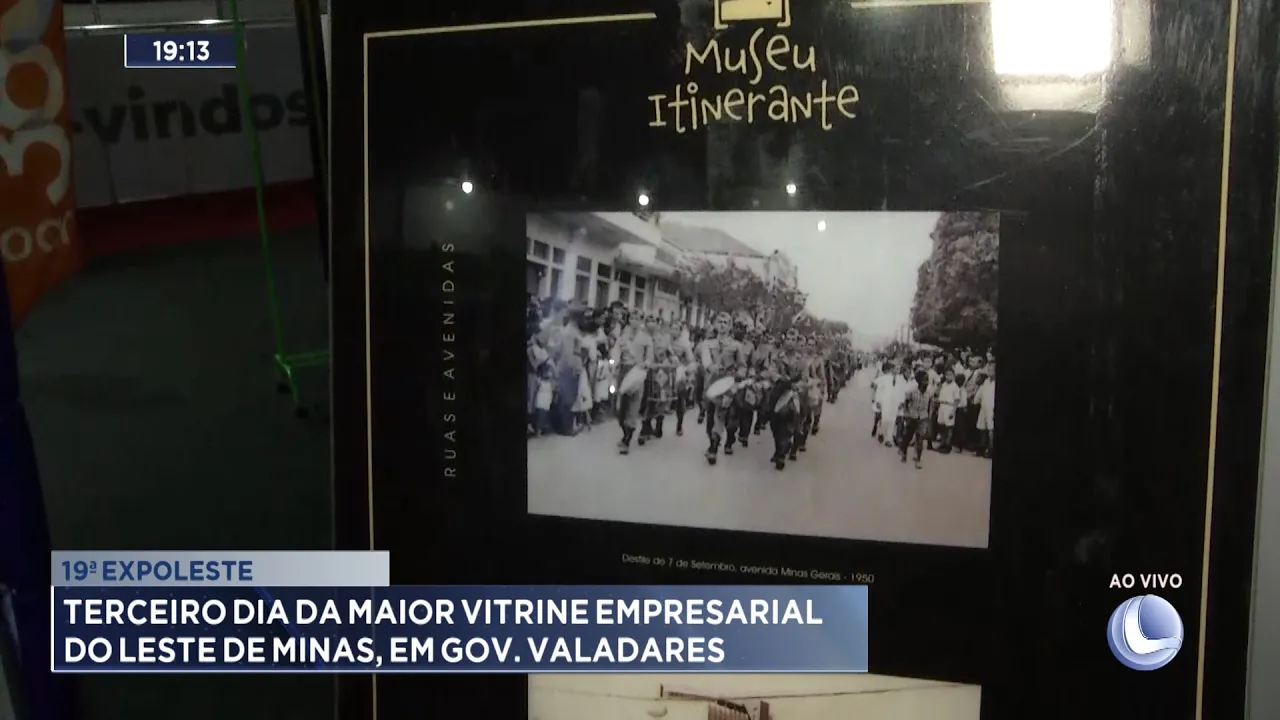 19:13
-vindos
Museu
Itinerante
RUAS E AVENIDAS
Desfile de 7 de Setembro, avenida Minas Gerais - 1950
19ª EXPOLESTE
TERCEIRO DIA DA MAIOR VITRINE EMPRESARIAL
DO LESTE DE MINAS, EM GOV. VALADARES
AO VIVO